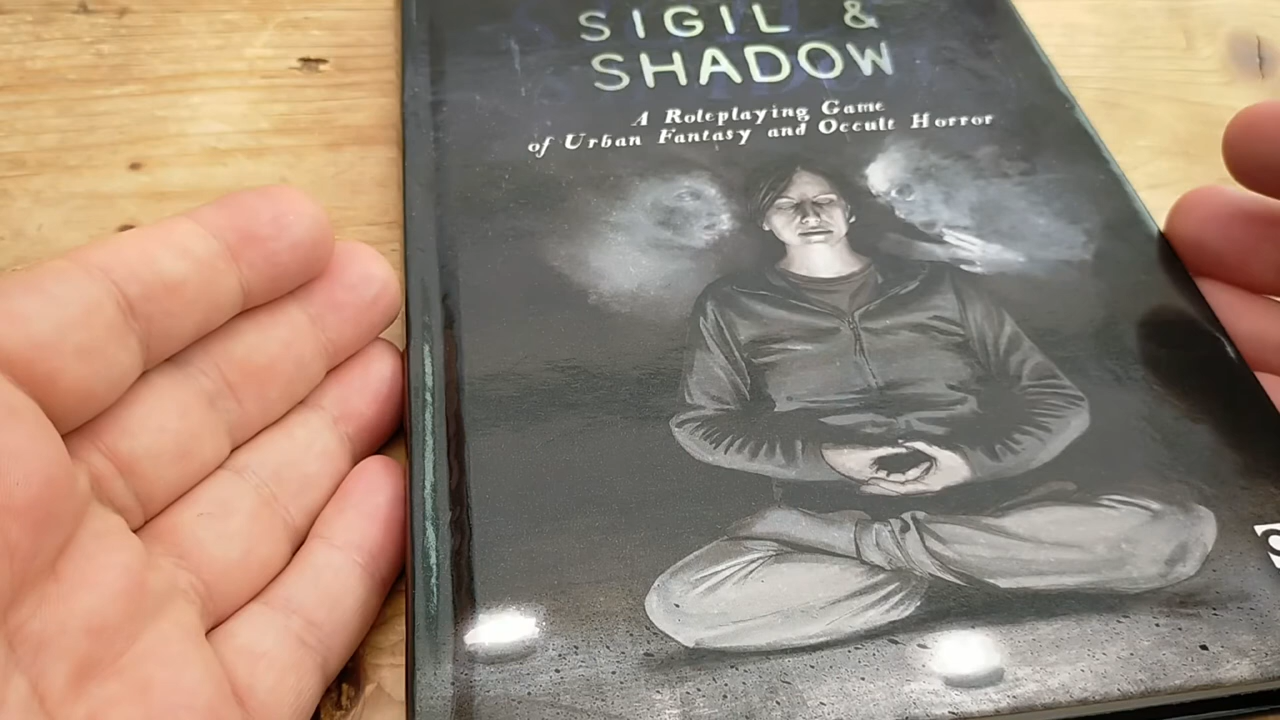 SIGIL &
SHADOW
A Roleplaying Game
of Urban Fantasy and Occult Horror